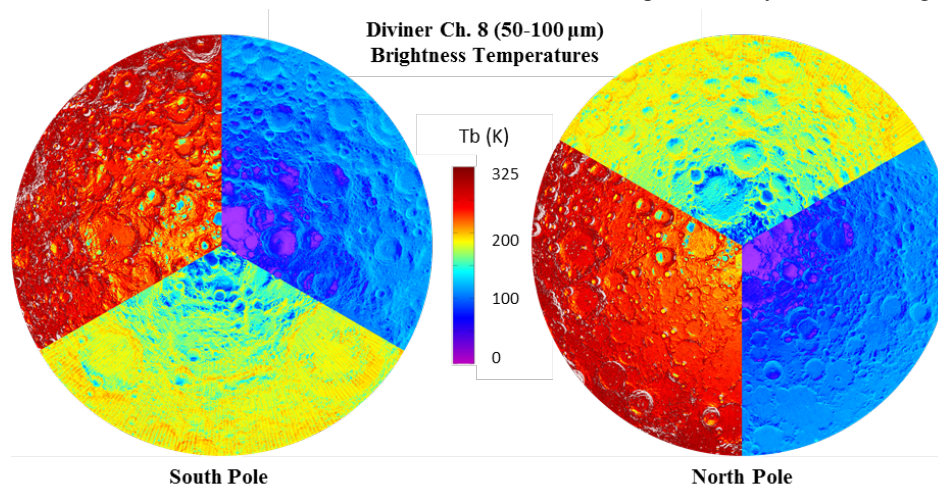 Diviner Ch. 8 (50-100 µm)
Brightness Temperatures
Tb (K)
325
200
100
0
South Pole
North Pole